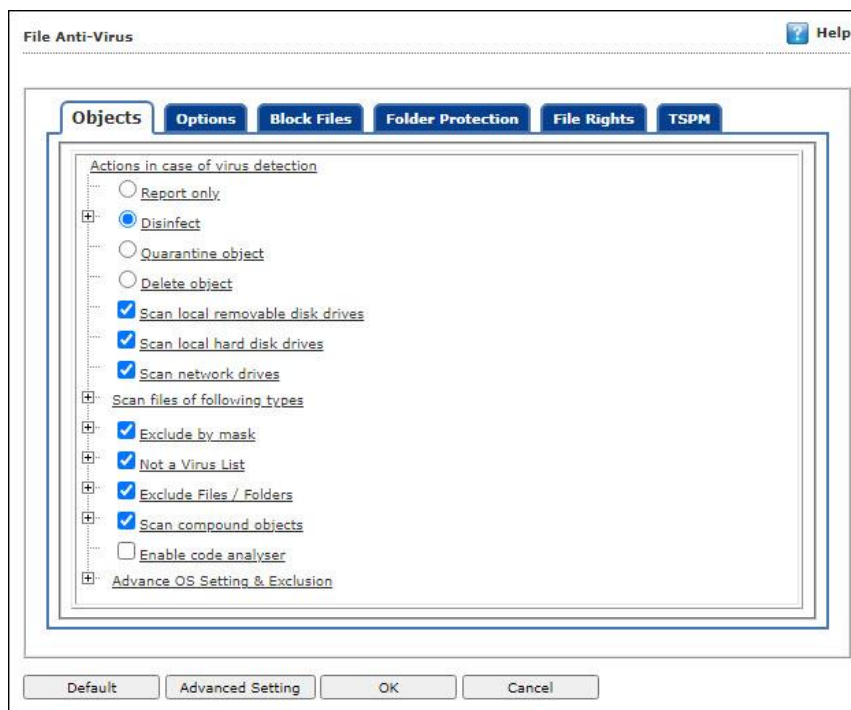 File Anti-Virus
Help
Objects Options Block Files Folder Protection File Rights TSPM
Actions in case of virus detection
Report only
Disinfect
Quarantine object
Delete object
Scan local removable disk drives
Scan local hard disk drives
Scan network drives
Scan files of following types
Exclude by mask
Not a Virus List
Exclude Files / Folders
Scan compound objects
Enable code analyser
Advance OS Setting & Exclusion
Default Advanced Setting OK Cancel